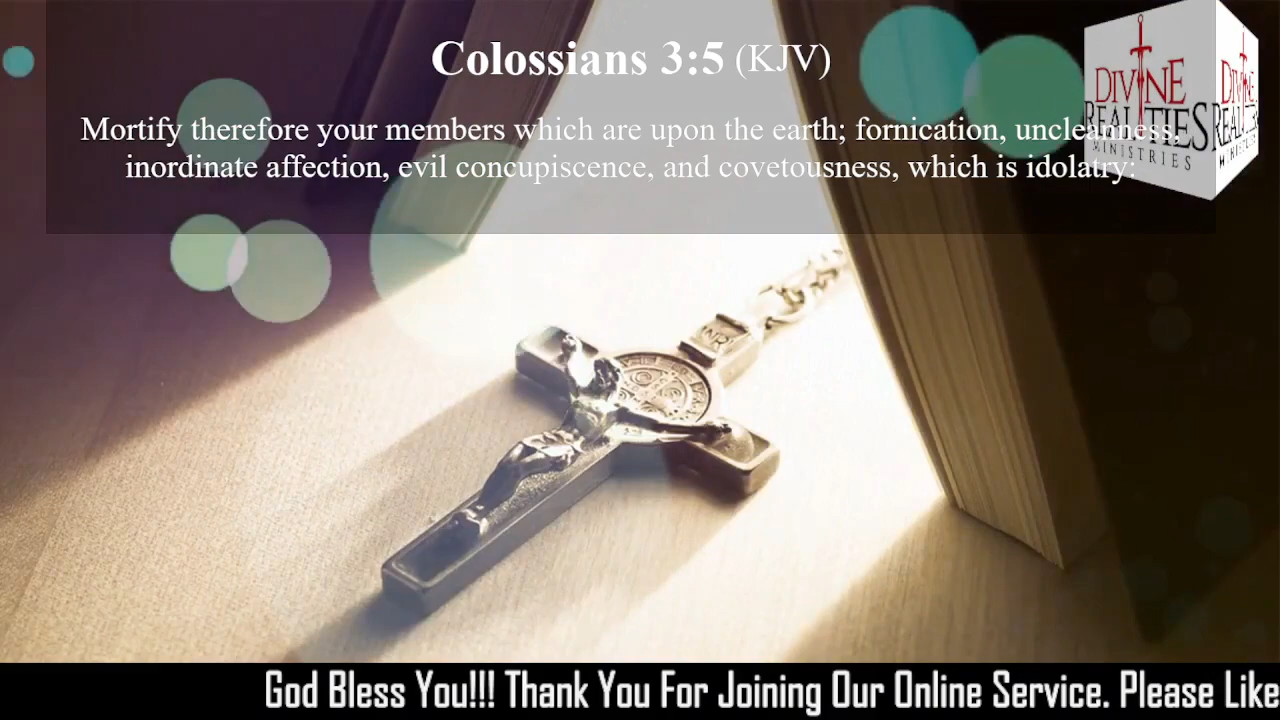 Colossians 3:5 (KJV)
Mortify therefore your members which are upon the earth; fornication, uncleanness,
inordinate affection, evil concupiscence, and covetousness, which is idolatry:
DIVINE
REALITIES
MINISTRIES
INRI
God Bless You!!! Thank You For Joining Our Online Service. Please Like